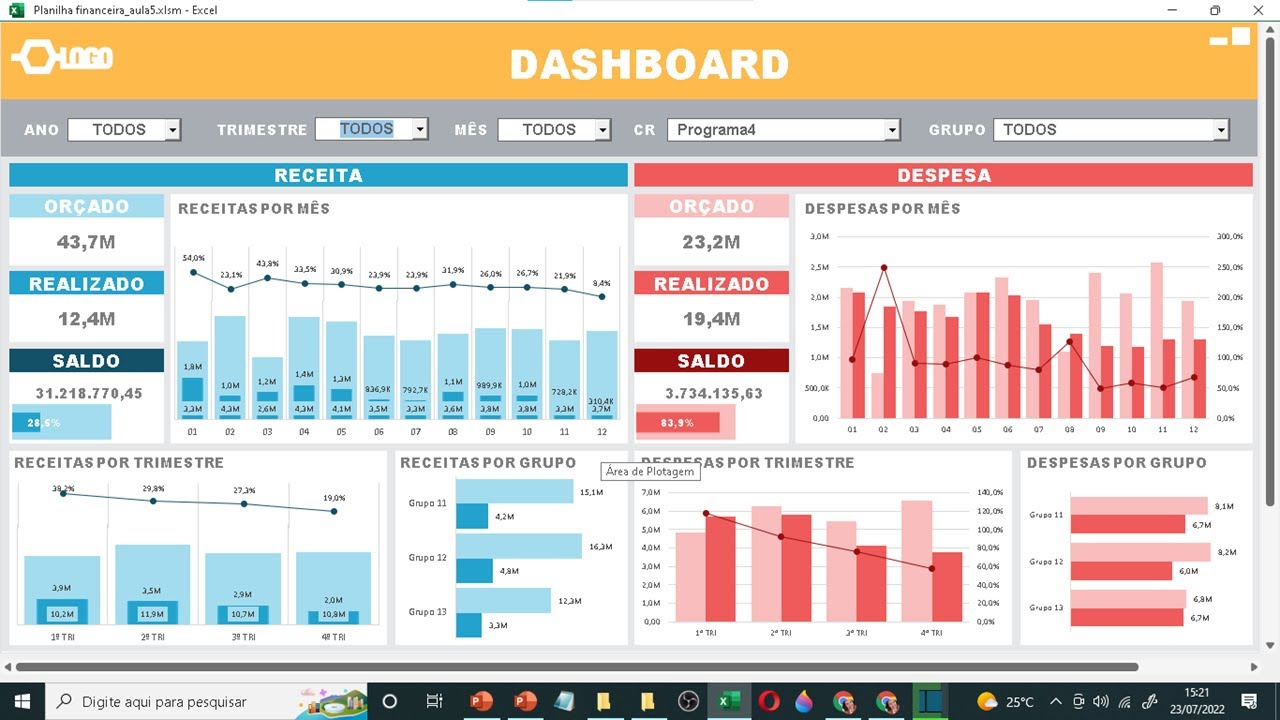 Planilha financeira_aula5.xlsm - Excel
LOGO
DASHBOARD
ANO TODOS TRIMESTRE TODOS MÊS TODOS CR Programa4 GRUPO TODOS
RECEITA
DESPESA
ORÇADO
43,7M
REALIZADO
12,4M
SALDO
31.218.770,45
28,6%
RECEITAS POR MÊS
54,0% 23,1% 43,8% 33,5% 30,9% 23,9% 23,9% 31,9% 26,0% 26,7% 21,9% 8,4%
1,8M 1,0M 1,2M 1,4M 1,3M 836,9K 792,7K 1,1M 989,9K 1,0M 728,2K 310,4K
3,3M 4,3M 2,6M 4,3M 4,1M 3,5M 3,3M 3,6M 3,8M 3,8M 3,3M 3,7M
01 02 03 04 05 06 07 08 09 10 11 12
ORÇADO
23,2M
REALIZADO
19,4M
SALDO
3.734.135,63
83,9%
DESPESAS POR MÊS
3,0M 300,0%
2,5M 250,0%
2,0M 200,0%
1,5M 150,0%
1,0M 100,0%
500,0K 50,0%
0,00 0,0%
01 02 03 04 05 06 07 08 09 10 11 12
RECEITAS POR TRIMESTRE
38,2% 29,8% 27,3% 19,0%
3,9M 3,5M 2,9M 2,0M
10,2M 11,9M 10,7M 10,8M
1º TRI 2º TRI 3º TRI 4º TRI
RECEITAS POR GRUPO
Grupo 11 15,1M
4,2M
Grupo 12 16,3M
4,8M
Grupo 13 12,3M
3,3M
Área de Plotagem
DESPESAS POR TRIMESTRE
7,0M 140,0%
6,0M 120,0%
5,0M 100,0%
4,0M 80,0%
3,0M 60,0%
2,0M 40,0%
1,0M 20,0%
0,00 0,0%
1º TRI 2º TRI 3º TRI 4º TRI
DESPESAS POR GRUPO
Grupo 11 8,1M
6,7M
Grupo 12 8,2M
6,0M
Grupo 13 6,8M
6,7M
Digite aqui para pesquisar
25°C
15:21
23/07/2022